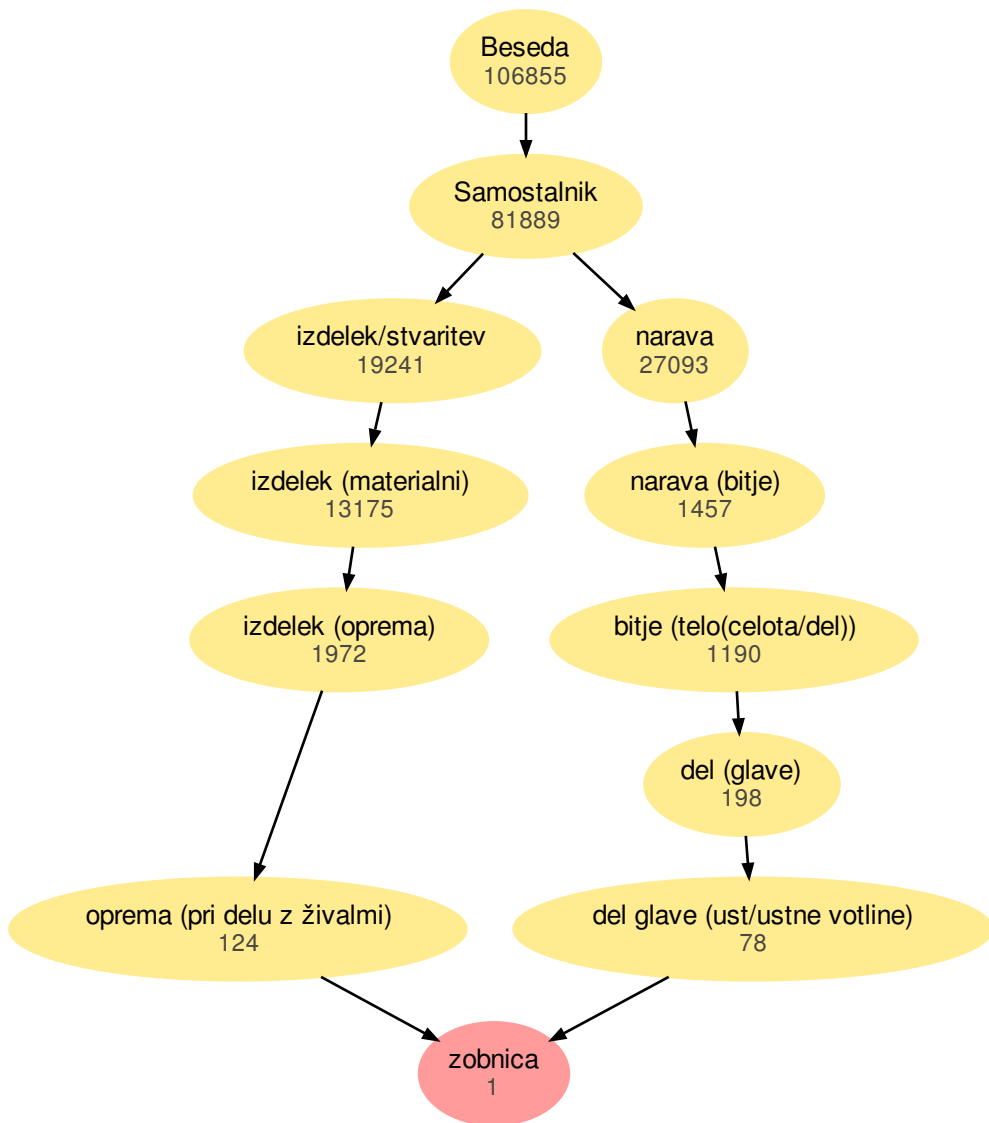 Beseda
106855
Samostalnik
81889
izdelek/stvaritev
19241
narava
27093
izdelek (materialni)
13175
narava (bitje)
1457
izdelek (oprema)
1972
bitje (telo(celota/del))
1190
del (glave)
198
oprema (pri delu z živalmi)
124
del glave (ust/ustne votline)
78
zobnica
1